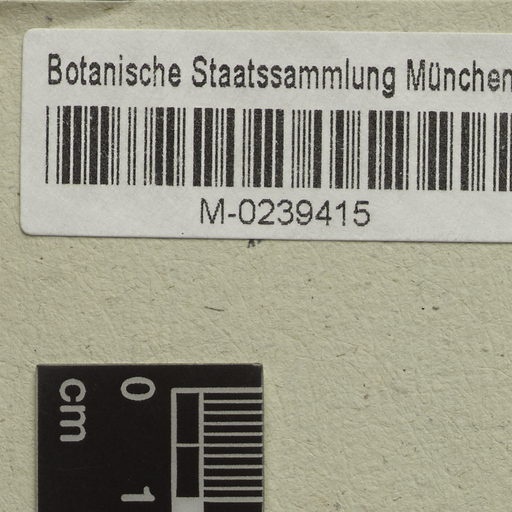 Botanische Staatssammlung München
M-0239415
cm
0
1